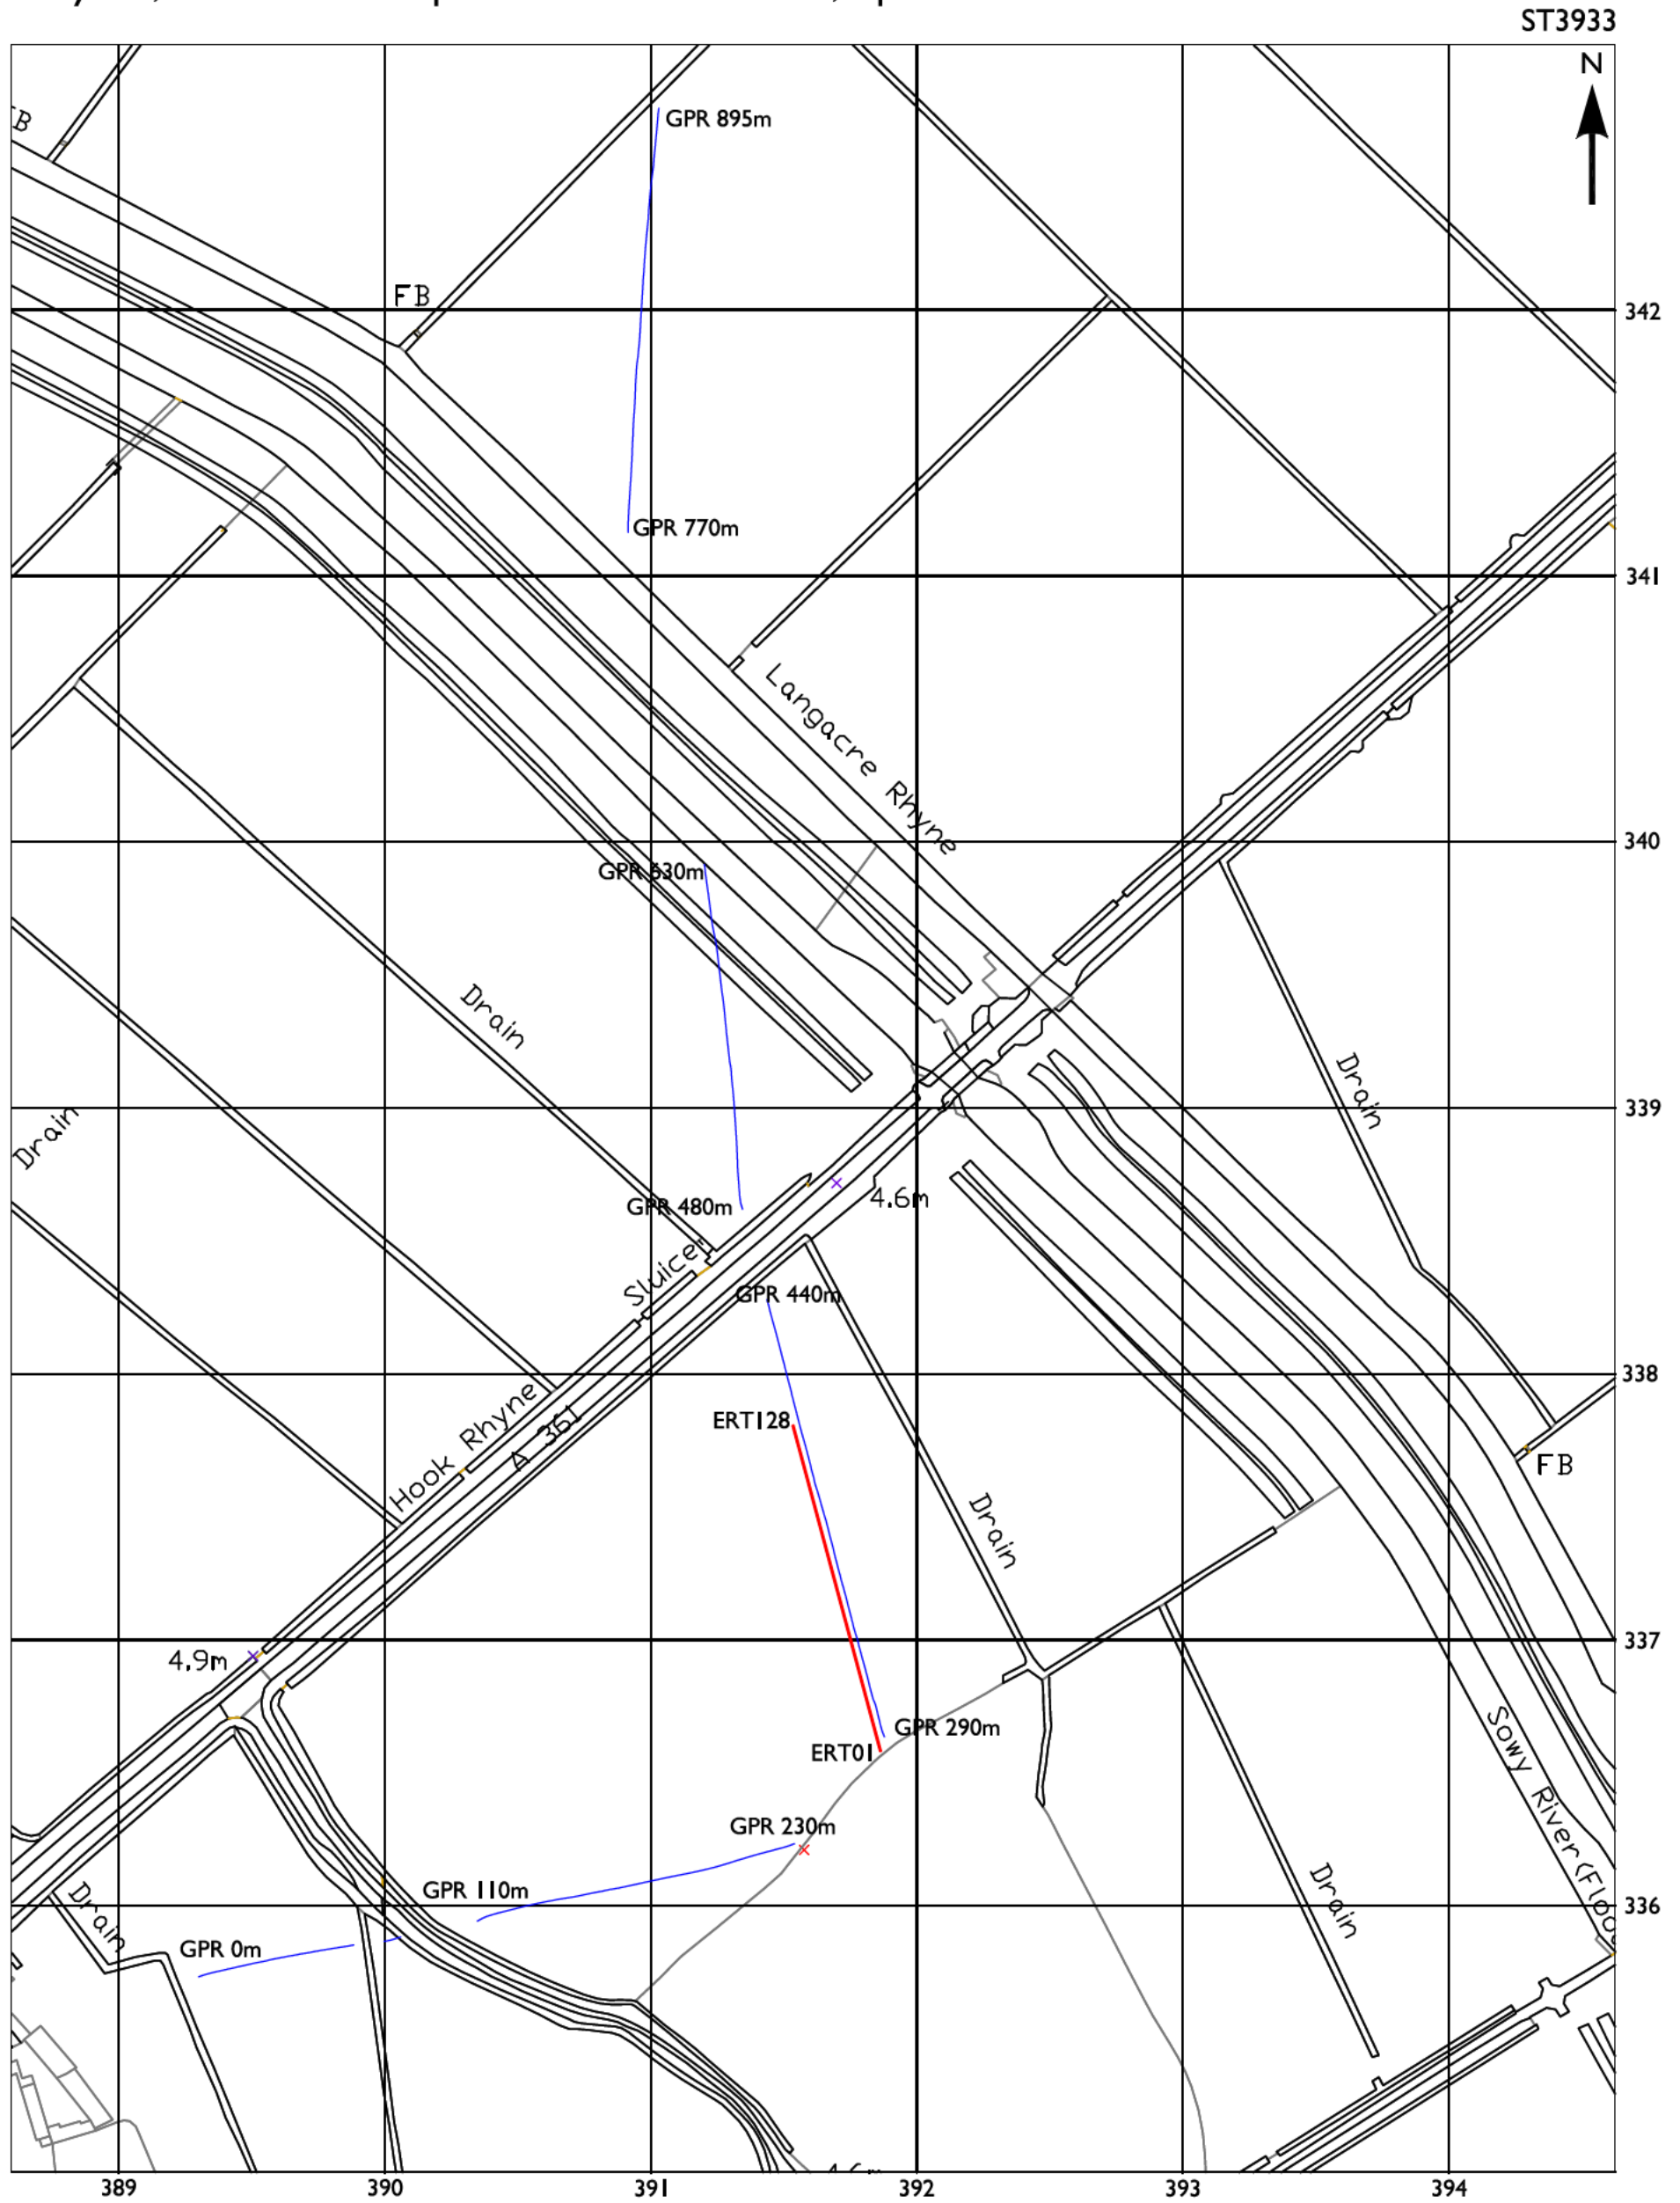 ST3933
N
GPR 895m
FB
342
GPR 770m
341
Langacre Rhyne
340
GPR 630m
Drain
Drain
Drain
339
4.6m
GPR 480m
Sluice
GPR 440m
338
ERT128
Hook Rhyne
A 361
FB
Drain
337
4.9m
GPR 290m
ERT01
Sowy River
GPR 230m
GPR 110m
336
Drain
Drain
GPR 0m
389 390 391 392 393 394